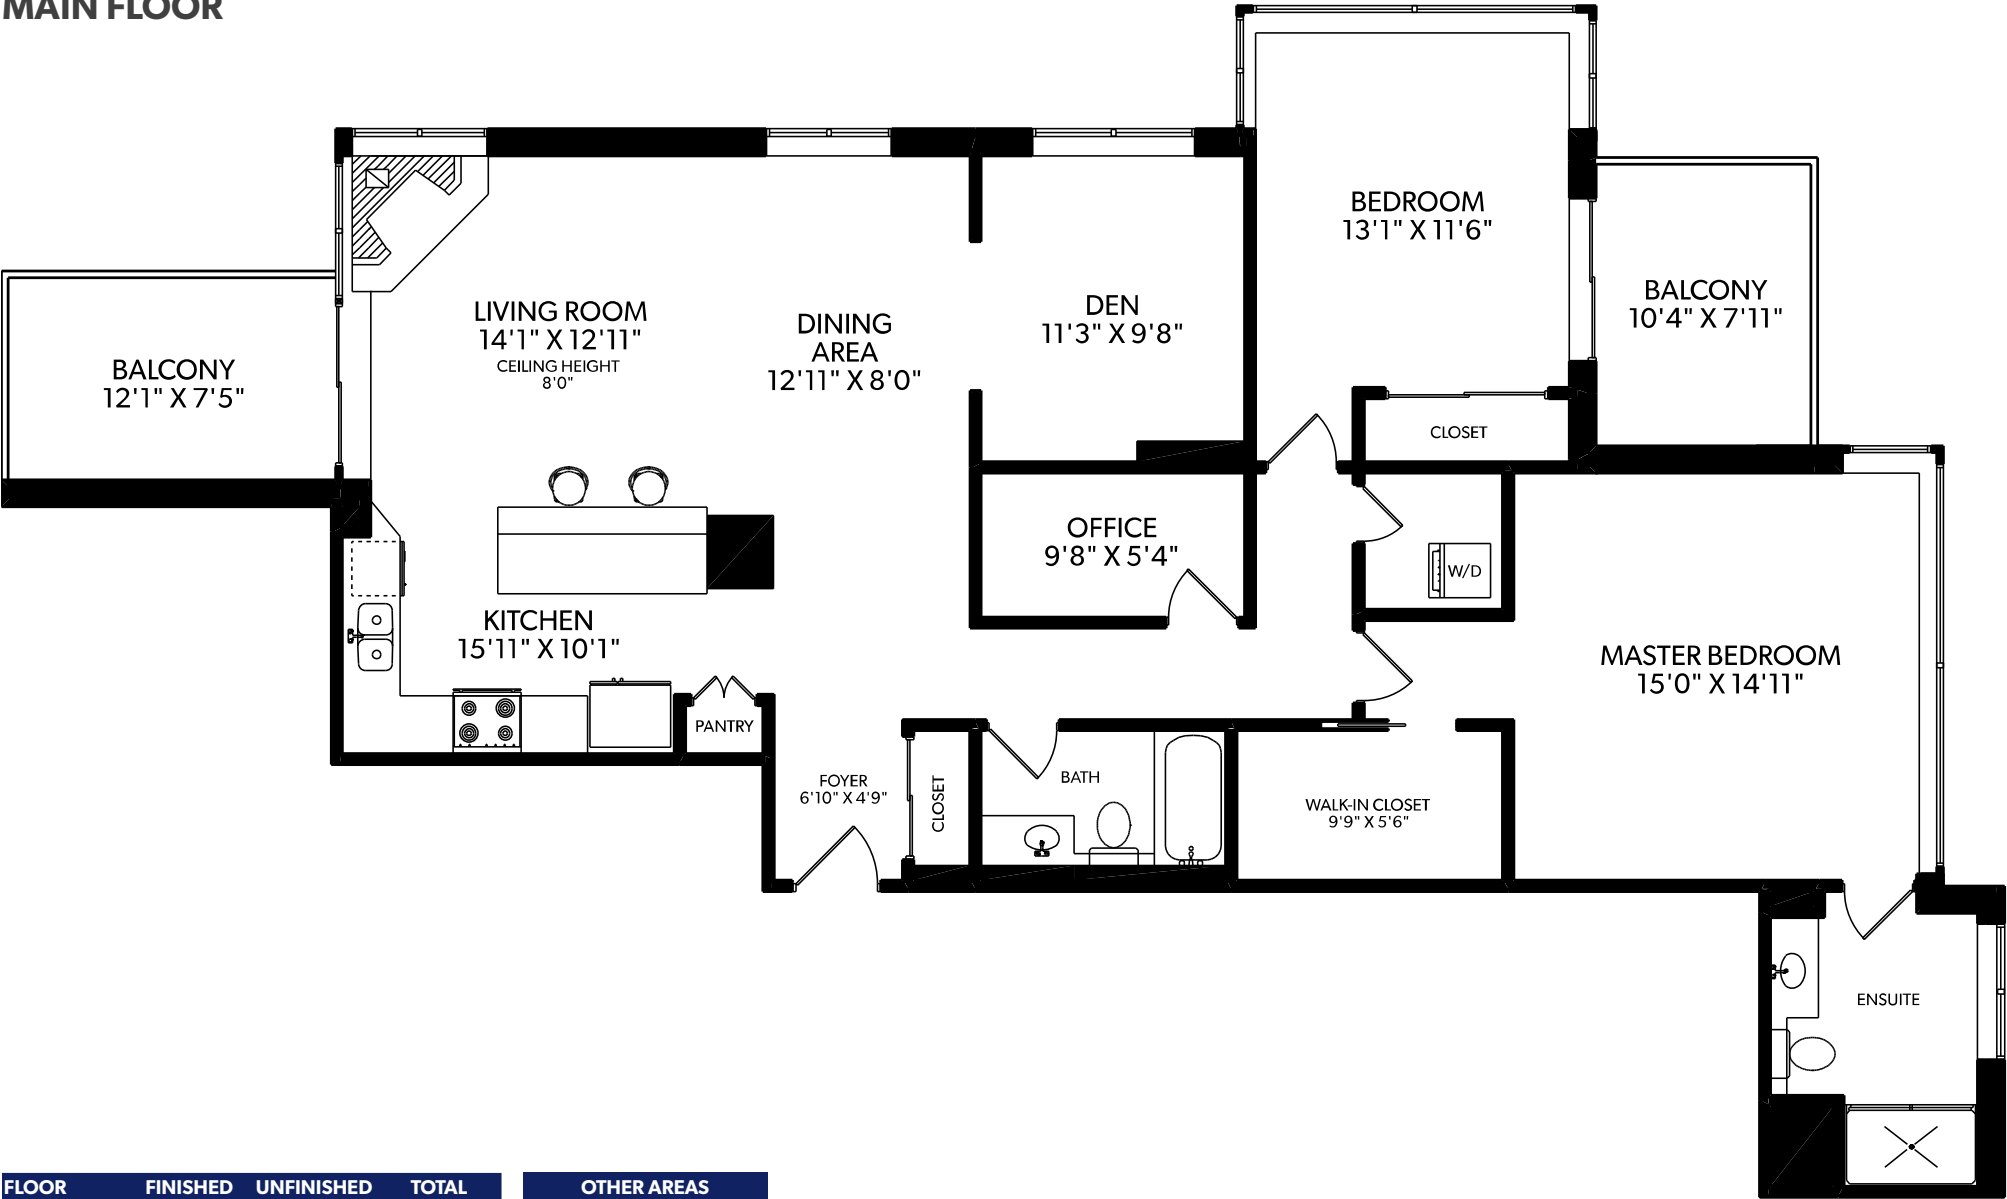 MAIN FLOOR
BEDROOM
13'1" X 11'6"
BALCONY
10'4" X 7'11"
LIVING ROOM
14'1" X 12'11"
CEILING HEIGHT
8'0"
DINING
AREA
12'11" X 8'0"
DEN
11'3" X 9'8"
BALCONY
12'1" X 7'5"
CLOSET
OFFICE
9'8" X 5'4"
W/D
KITCHEN
15'11" X 10'1"
MASTER BEDROOM
15'0" X 14'11"
PANTRY
FOYER
6'10" X 4'9"
CLOSET
BATH
WALK-IN CLOSET
9'9" X 5'6"
ENSUITE
FLOOR FINISHED UNFINISHED TOTAL
OTHER AREAS